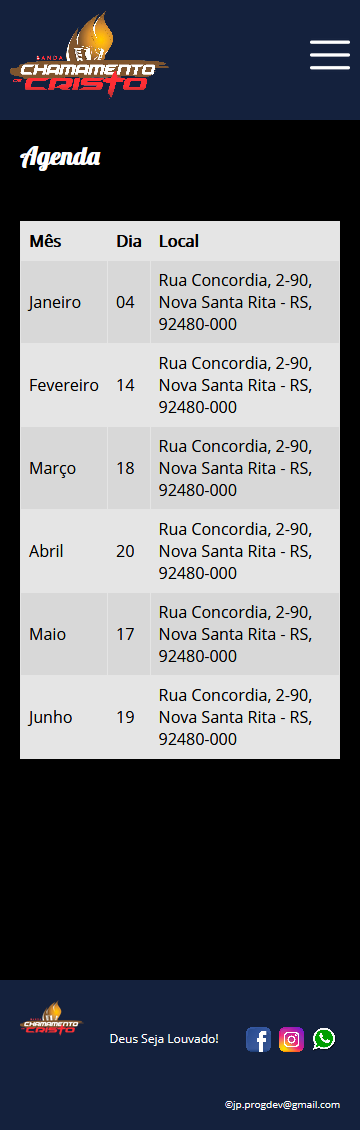 BANDA
CHAMAMENTO
DE CRISTO
Agenda
Mês Dia Local
Janeiro 04 Rua Concordia, 2-90,
Nova Santa Rita - RS,
92480-000
Fevereiro 14 Rua Concordia, 2-90,
Nova Santa Rita - RS,
92480-000
Março 18 Rua Concordia, 2-90,
Nova Santa Rita - RS,
92480-000
Abril 20 Rua Concordia, 2-90,
Nova Santa Rita - RS,
92480-000
Maio 17 Rua Concordia, 2-90,
Nova Santa Rita - RS,
92480-000
Junho 19 Rua Concordia, 2-90,
Nova Santa Rita - RS,
92480-000
CHAMAMENTO
CRISTO
Deus Seja Louvado!
©jp.progdev@gmail.com